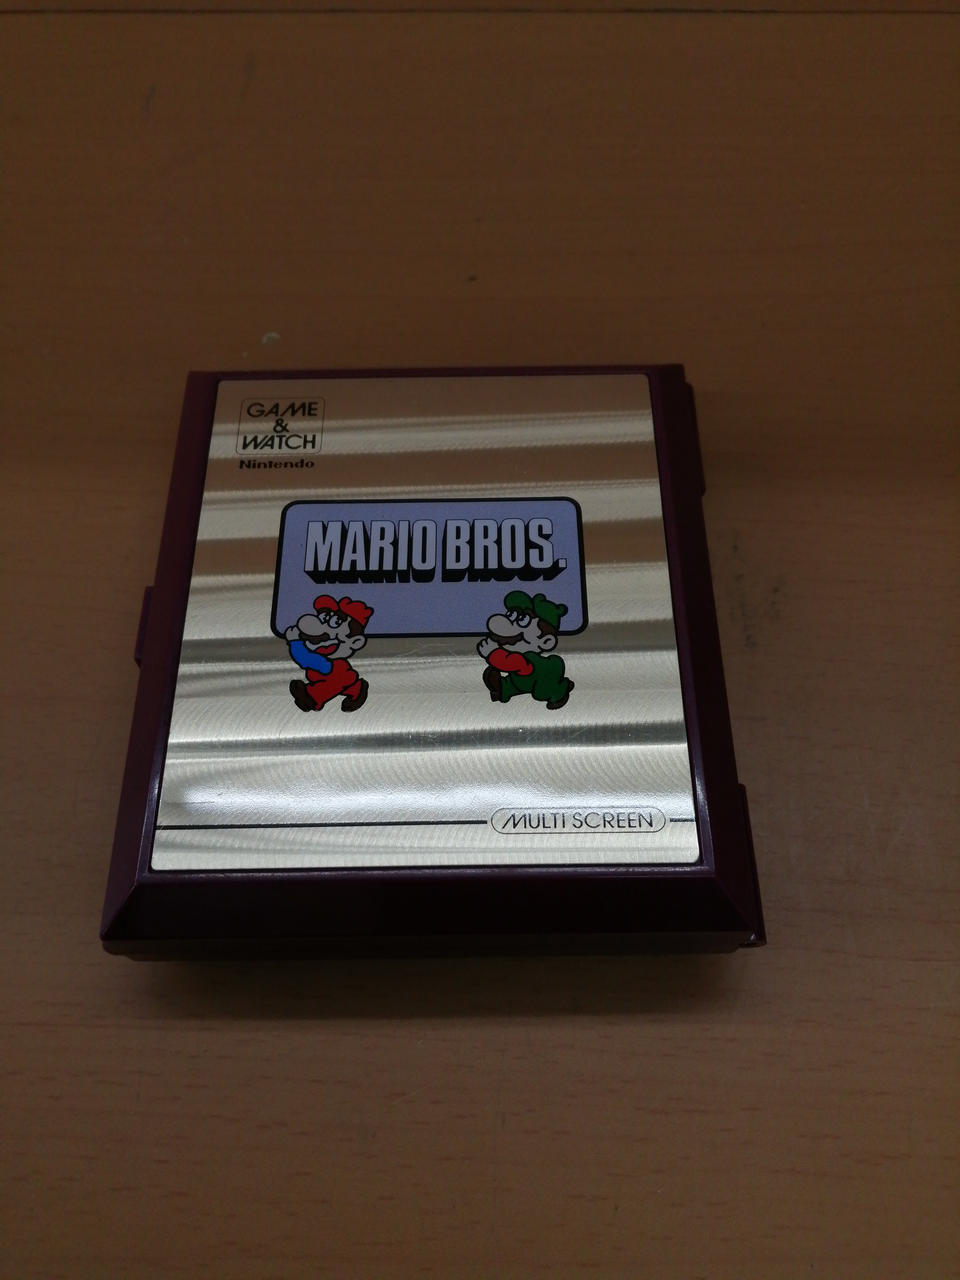 GAME
&
WATCH
Nintendo
MARIO BROS.
MULTI SCREEN